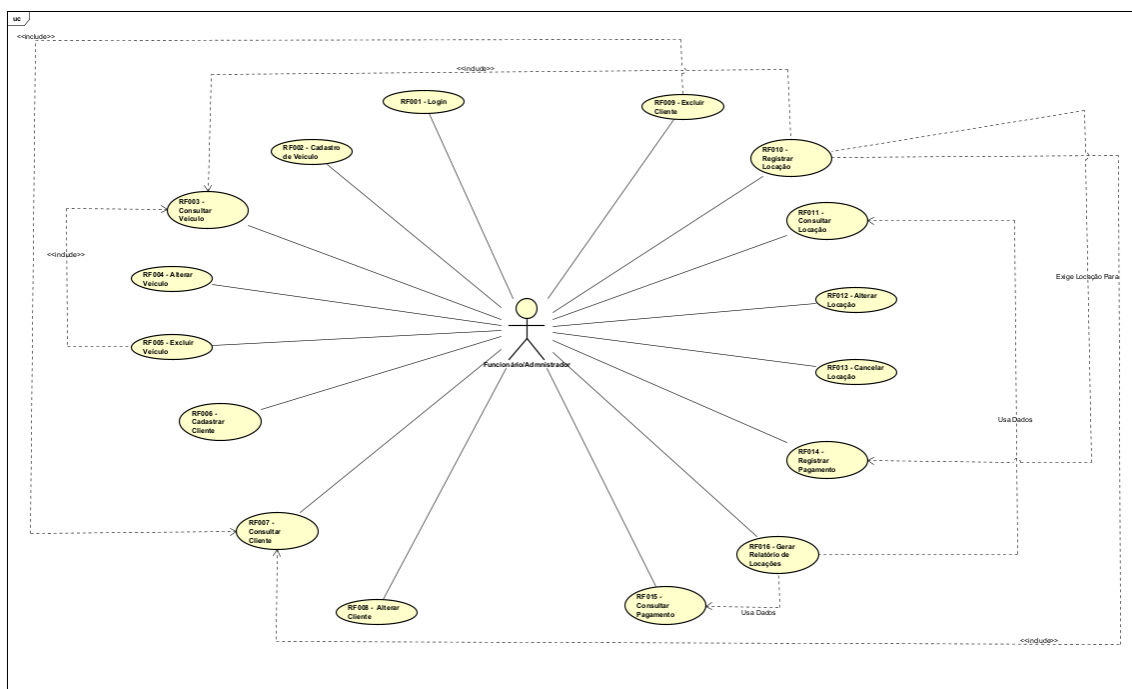 uc
<<include>>
<<include>>
RF001 - Login
RF009 - Excluir
Cliente
RF002 - Cadastro
de Veículo
RF010 -
Registrar
Locação
RF003 -
Consultar
Veículo
RF011 -
Consultar
Locação
<<include>>
RF004 - Alterar
Veículo
Exige Locação Para
RF012 - Alterar
Locação
RF005 - Excluir
Veículo
Funcionário/Admnistrador
RF013 - Cancelar
Locação
RF006 -
Cadastrar
Cliente
Usa Dados
RF014 -
Registrar
Pagamento
RF007 -
Consultar
Cliente
RF016 - Gerar
Relatório de
Locações
RF008 - Alterar
Cliente
RF015 -
Consultar
Pagamento
Usa Dados
<<include>>